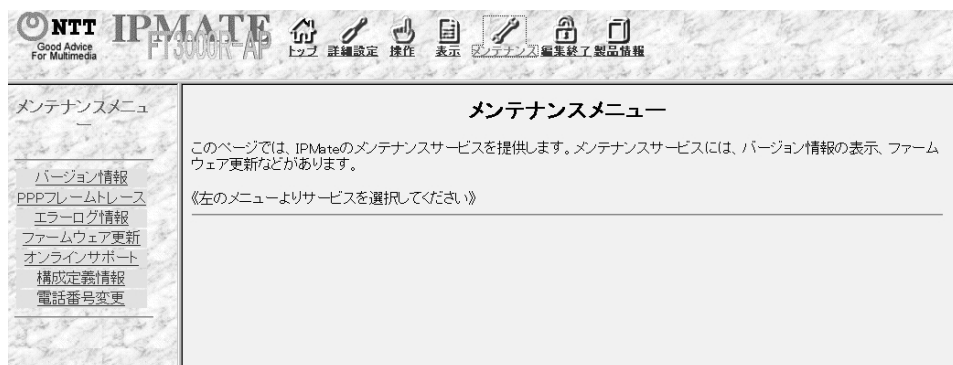 NTT
Good Advice
For Multimedia
IPMATE
FT3000R-AP
トップ 詳細設定 操作 表示 メンテナンス 編集終了 製品情報
メンテナンスメニュ
ー
バージョン情報
PPPフレームトレース
エラーログ情報
ファームウェア更新
オンラインサポート
構成定義情報
電話番号変更
メンテナンスメニュー
このページでは、IPMateのメンテナンスサービスを提供します。メンテナンスサービスには、バージョン情報の表示、ファーム
ウェア更新などがあります。
《左のメニューよりサービスを選択してください》